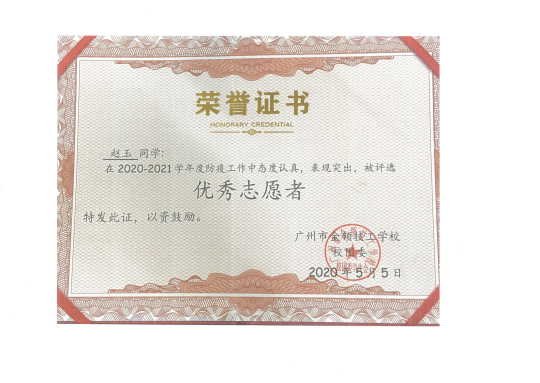 荣誉证书
HONORARY CREDENTIAL
赵玉 同学:
在2020-2021学年度防疫工作中态度认真，表现突出，被评选
优秀志愿者
特发此证，以资鼓励。
广州市金领技工学校
校团委
2020年5月5日